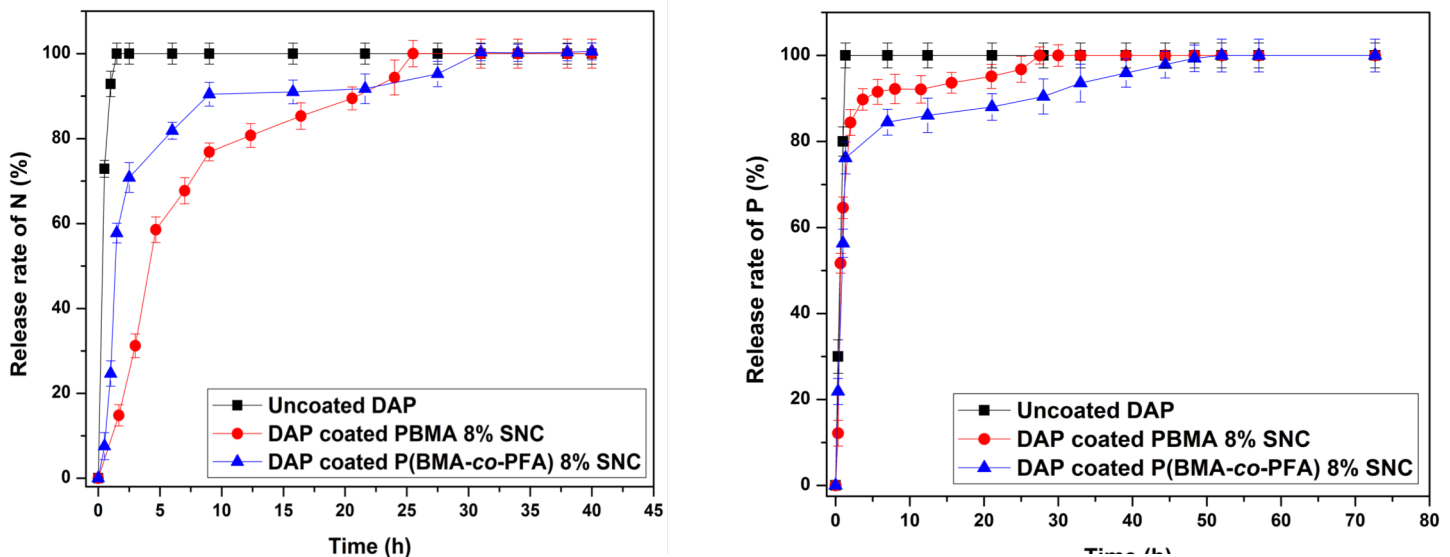 Release rate of N (%)
100
80
60
40
20
0
Uncoated DAP
DAP coated PBMA 8% SNC
DAP coated P(BMA-co-PFA) 8% SNC
0 5 10 15 20 25 30 35 40 45
Time (h)
Release rate of P (%)
100
80
60
40
20
0
Uncoated DAP
DAP coated PBMA 8% SNC
DAP coated P(BMA-co-PFA) 8% SNC
0 10 20 30 40 50 60 70 80
Time (h)